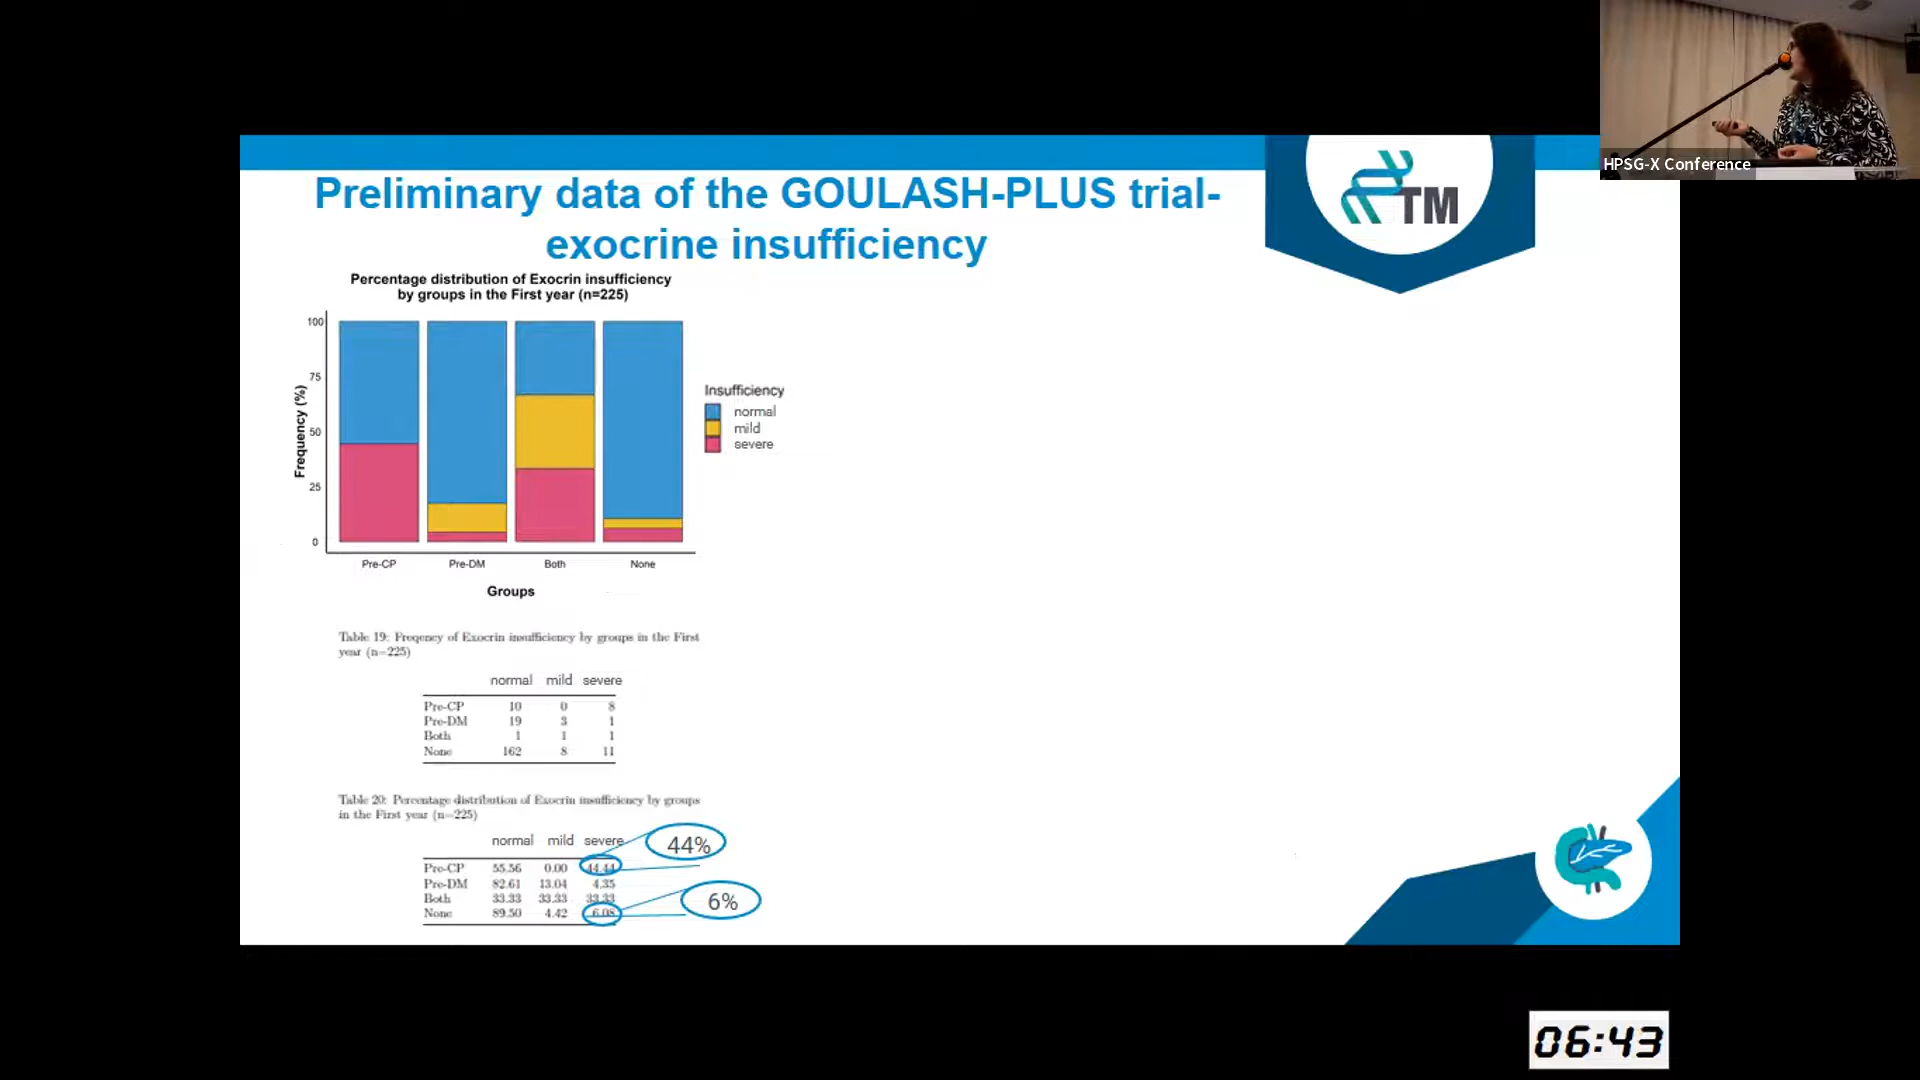 HPSG-X Conference
TM
Preliminary data of the GOULASH-PLUS trial-
exocrine insufficiency
Percentage distribution of Exocrin insufficiency
by groups in the First year (n=225)
Frequency (%)
100
75
50
25
0
Pre-CP Pre-DM Both None
Groups
Insufficiency
normal
mild
severe
Table 19: Freqency of Exocrin insufficiency by groups in the First
year (n=225)
normal mild severe
Pre-CP 10 0 8
Pre-DM 19 3 1
Both 1 1 1
None 162 8 11
Table 20: Percentage distribution of Exocrin insufficiency by groups
in the First year (n=225)
normal mild severe
Pre-CP 55.56 0.00 44.44
Pre-DM 82.61 13.04 4.35
Both 33.33 33.33 33.33
None 89.50 4.42 6.08
44%
6%
06:43